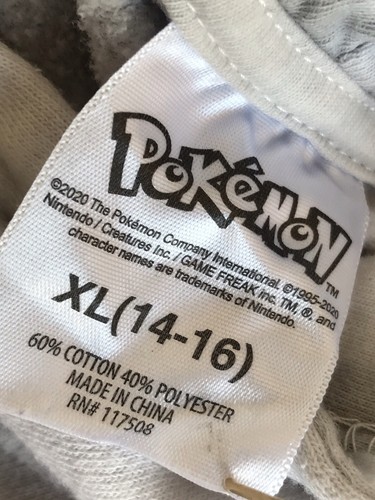 POKéMON™
©2020 The Pokémon Company International. ©1995-2020
Nintendo / Creatures Inc. / GAME FREAK inc. TM, ®, and
character names are trademarks of Nintendo.
XL(14-16)
60% COTTON 40% POLYESTER
MADE IN CHINA
RN# 117508